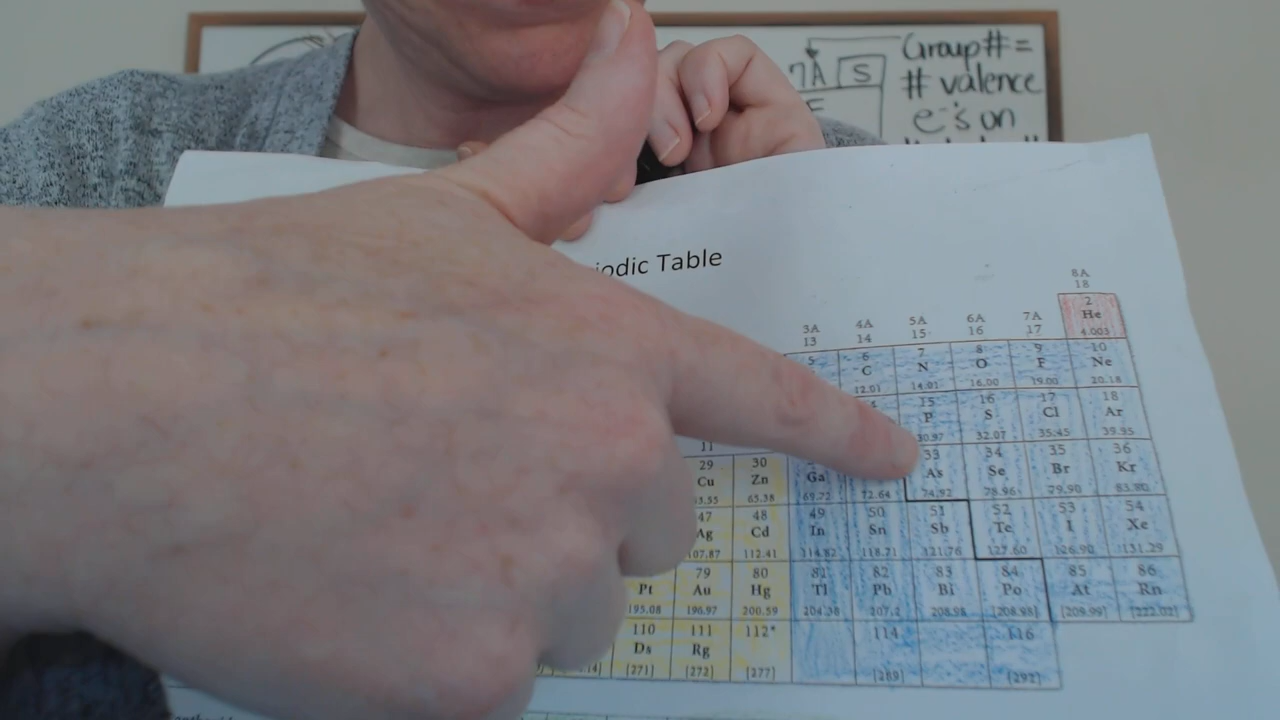 Group# =
7A S
# valence
e⁻'s on
iodic Table
8A
18
2
He
4.003
3A 4A 5A 6A 7A
13 14 15 16 17
5 6 7 8 9 10
C N O F Ne
12.01 14.01 16.00 19.00 20.18
15 16 17 18
P S Cl Ar
30.97 32.07 35.45 39.95
11
29 30 33 34 35 36
Cu Zn Ga As Se Br Kr
3.55 65.38 69.72 72.64 74.92 78.96 79.90 83.80
47 48 49 50 51 52 53 54
Ag Cd In Sn Sb Te I Xe
107.87 112.41 114.82 118.71 121.76 127.60 126.90 131.29
79 80 81 82 83 84 85 86
Pt Au Hg Tl Pb Bi Po At Rn
195.08 196.97 200.59 204.38 207.2 208.98 [208.98] [209.99] [222.02]
110 111 112* 114 116
Ds Rg
[271] [272] [277] [289] [292]